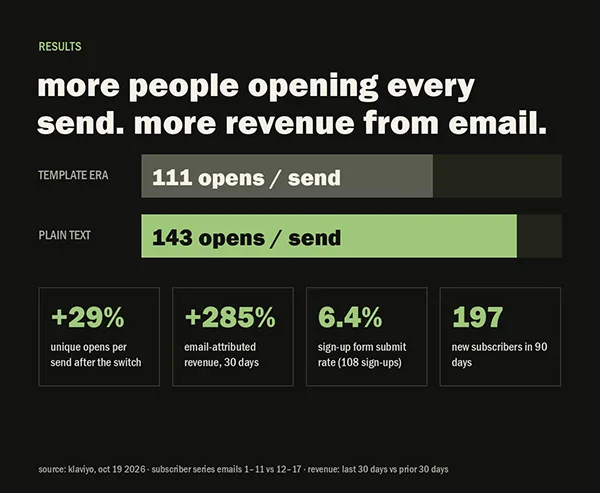 RESULTS
more people opening every
send. more revenue from email.
TEMPLATE ERA
111 opens / send
PLAIN TEXT
143 opens / send
+29%
unique opens per
send after the switch
+285%
email-attributed
revenue, 30 days
6.4%
sign-up form submit
rate (108 sign-ups)
197
new subscribers in 90
days
source: klaviyo, oct 19 2026 · subscriber series emails 1–11 vs 12–17 · revenue: last 30 days vs prior 30 days